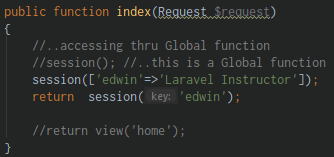 public function index(Request $request)
{
//..accessing thru Global function
//session(); //..this is a Global function
session(['edwin'=>'Laravel Instructor']);
return session( key: 'edwin');
//return view('home');
}